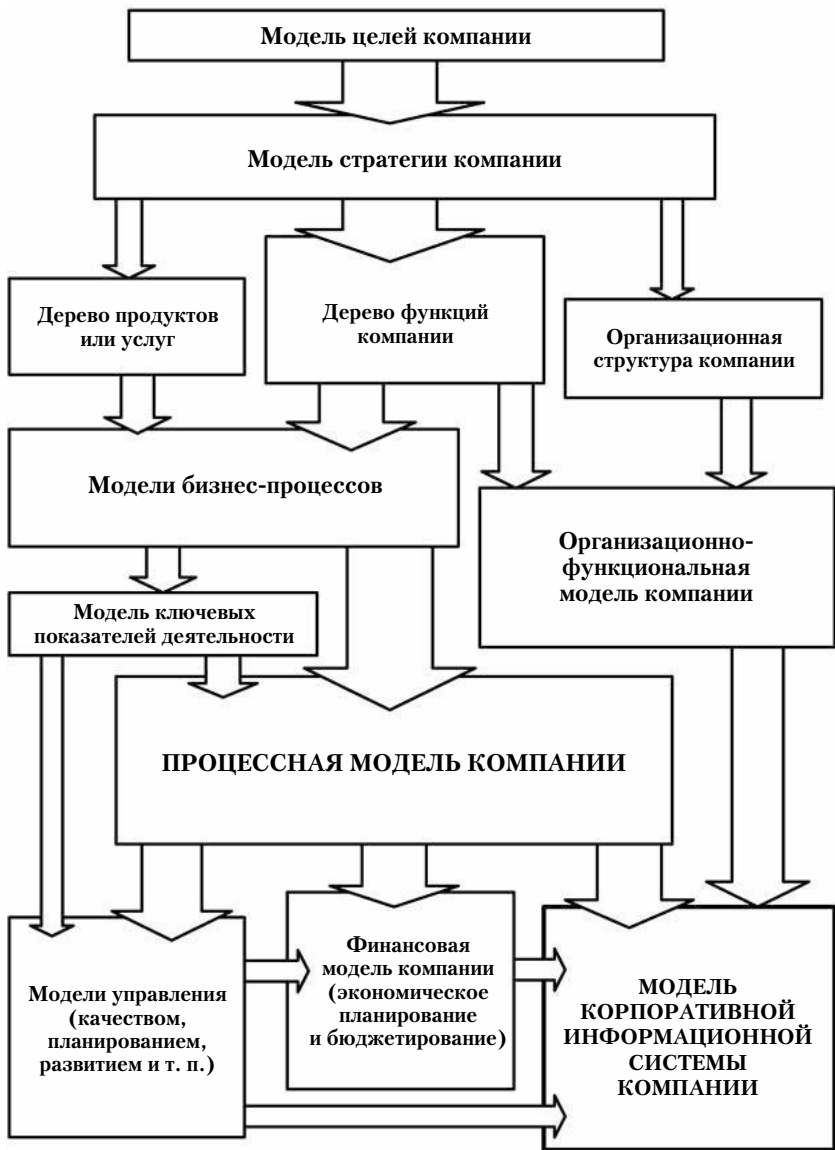 Модель целей компании
Модель стратегии компании
Дерево продуктов
или услуг
Дерево функций
компании
Организационная
структура компании
Модели бизнес-процессов
Организационно-
функциональная
модель компании
Модель ключевых
показателей деятельности
ПРОЦЕССНАЯ МОДЕЛЬ КОМПАНИИ
Модели управления
(качеством,
планированием,
развитием и т. п.)
Финансовая
модель компании
(экономическое
планирование
и бюджетирование)
МОДЕЛЬ
КОРПОРАТИВНОЙ
ИНФОРМАЦИОННОЙ
СИСТЕМЫ
КОМПАНИИ